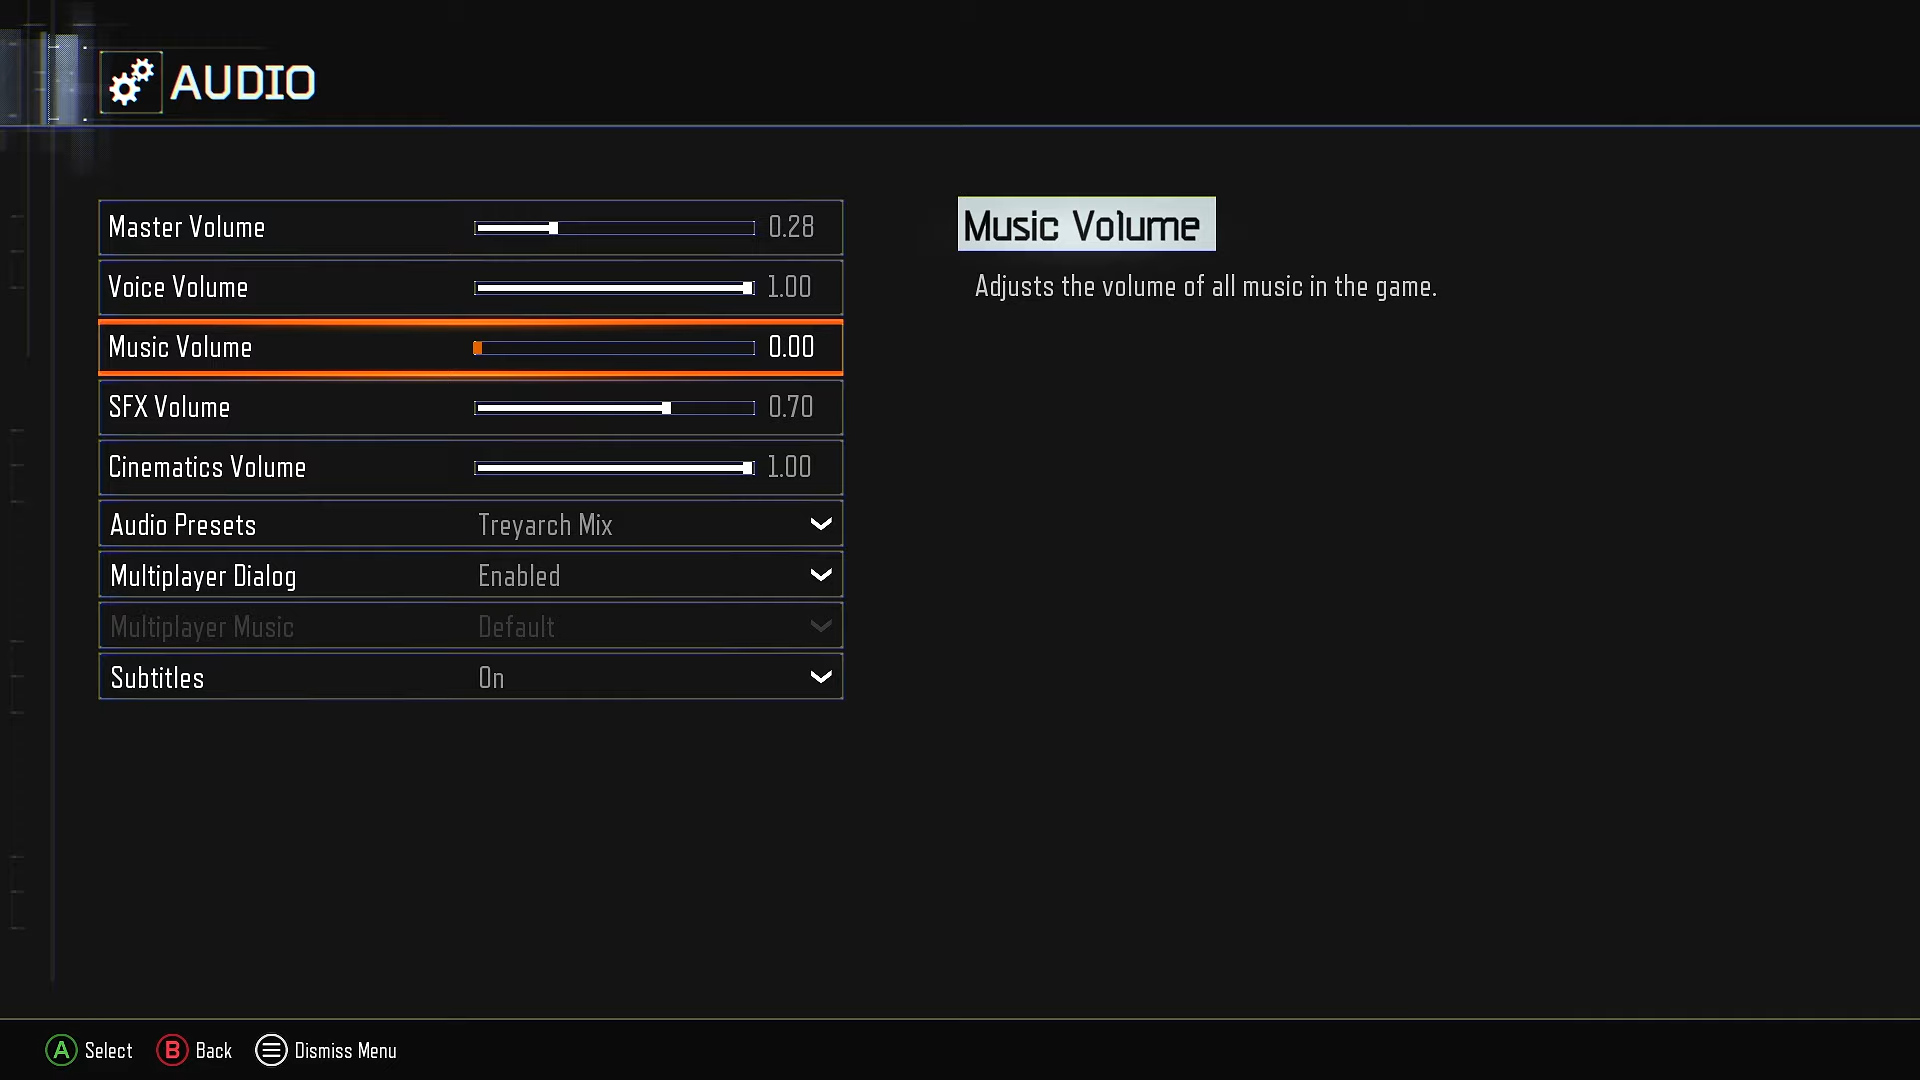 AUDIO
Master Volume 0.28
Voice Volume 1.00
Music Volume 0.00
SFX Volume 0.70
Cinematics Volume 1.00
Audio Presets Treyarch Mix
Multiplayer Dialog Enabled
Multiplayer Music Default
Subtitles On
Music Volume
Adjusts the volume of all music in the game.
A Select B Back Dismiss Menu